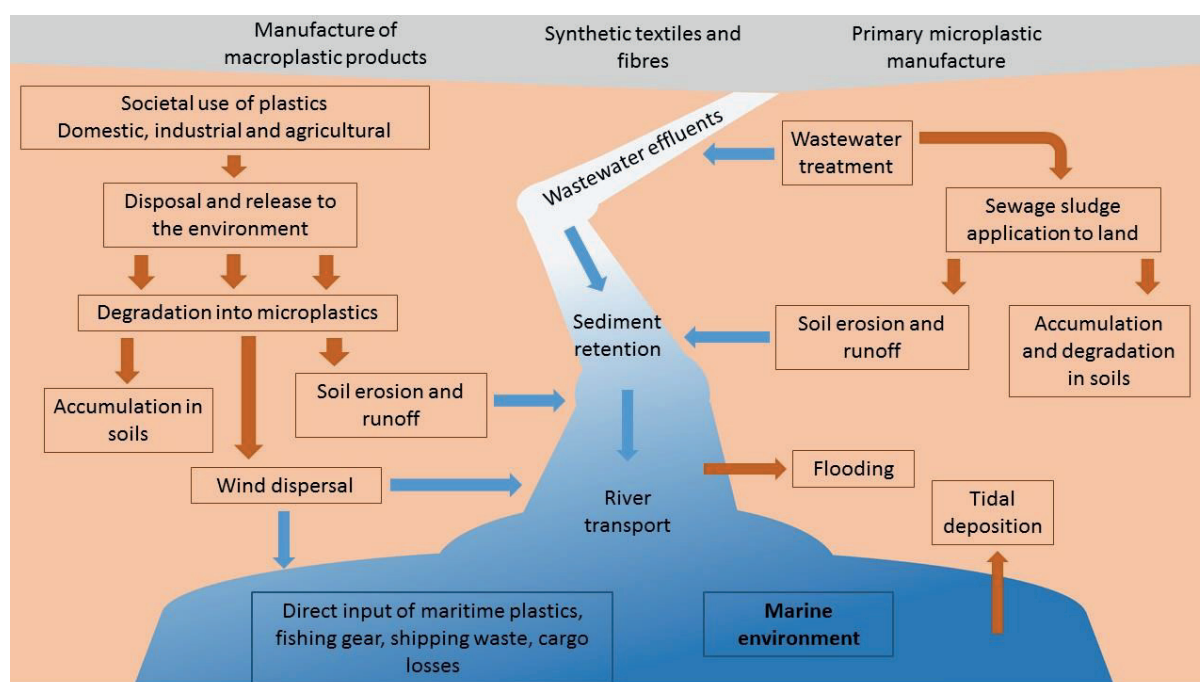 Manufacture of
macroplastic products
Synthetic textiles and
fibres
Primary microplastic
manufacture
Societal use of plastics
Domestic, industrial and agricultural
Wastewater effluents
Wastewater
treatment
Disposal and release to
the environment
Sewage sludge
application to land
Degradation into microplastics
Sediment
retention
Soil erosion and
runoff
Accumulation
and degradation
in soils
Accumulation in
soils
Soil erosion and
runoff
Wind dispersal
River
transport
Flooding
Tidal
deposition
Direct input of maritime plastics,
fishing gear, shipping waste, cargo
losses
Marine
environment